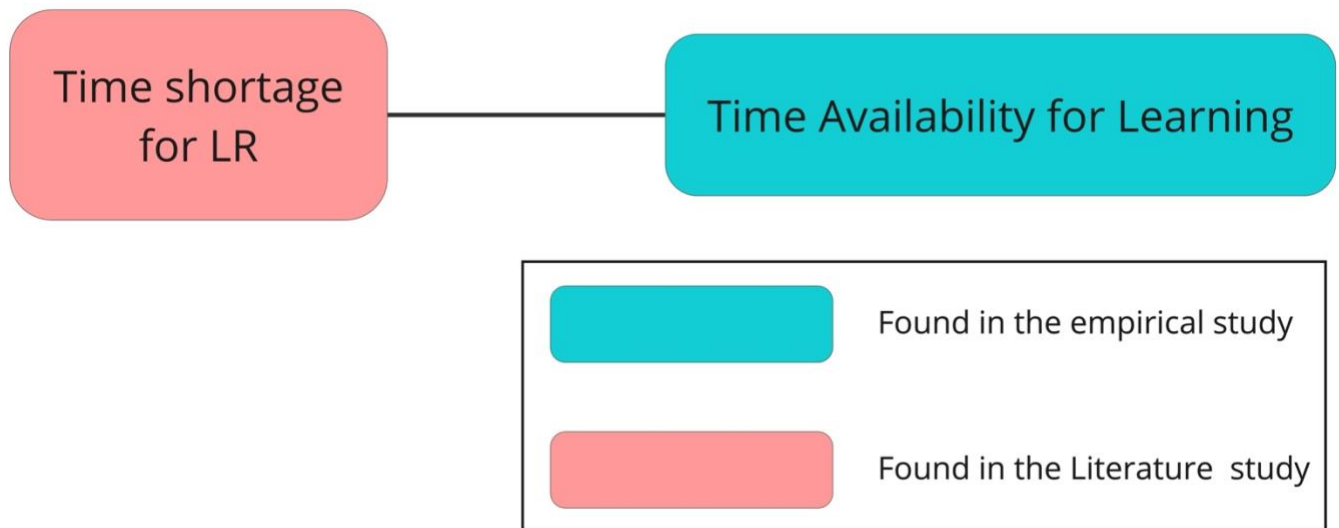 Time shortage
for LR
Time Availability for Learning
Found in the empirical study
Found in the Literature study